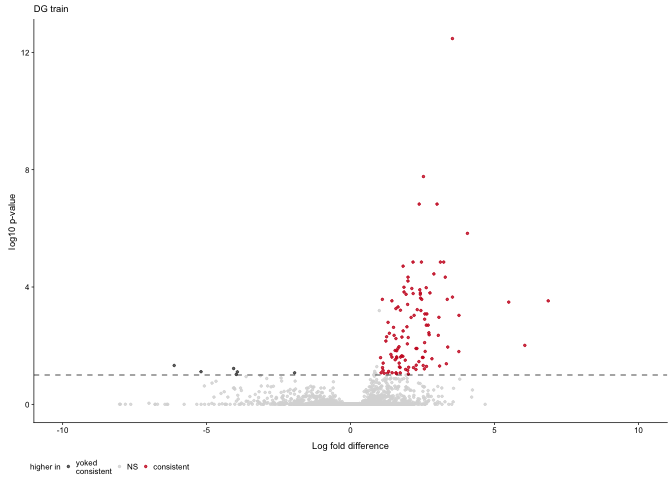 DG train
12
8
4
0
log10 p-value
-10
-5
0
5
10
Log fold difference
higher in
yoked
consistent
NS
consistent